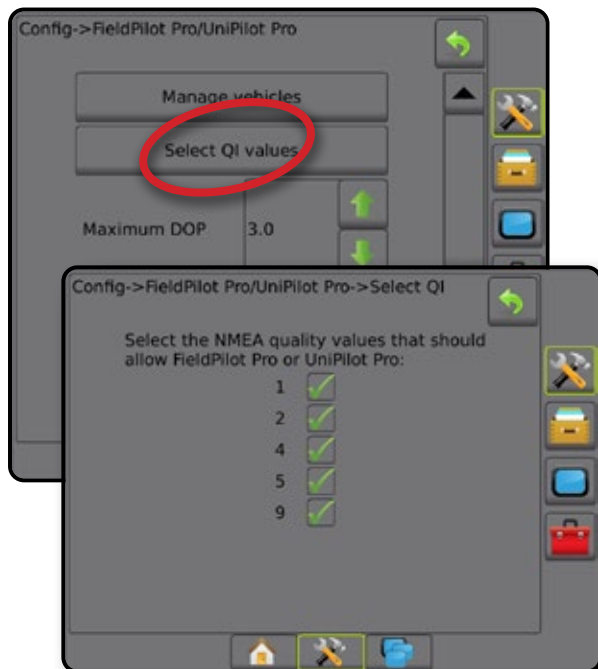 Config->FieldPilot Pro/UniPilot Pro
Manage vehicles
Select QI values
Maximum DOP 3.0
Config->FieldPilot Pro/UniPilot Pro->Select QI
Select the NMEA quality values that should
allow FieldPilot Pro or UniPilot Pro:
1
2
4
5
9